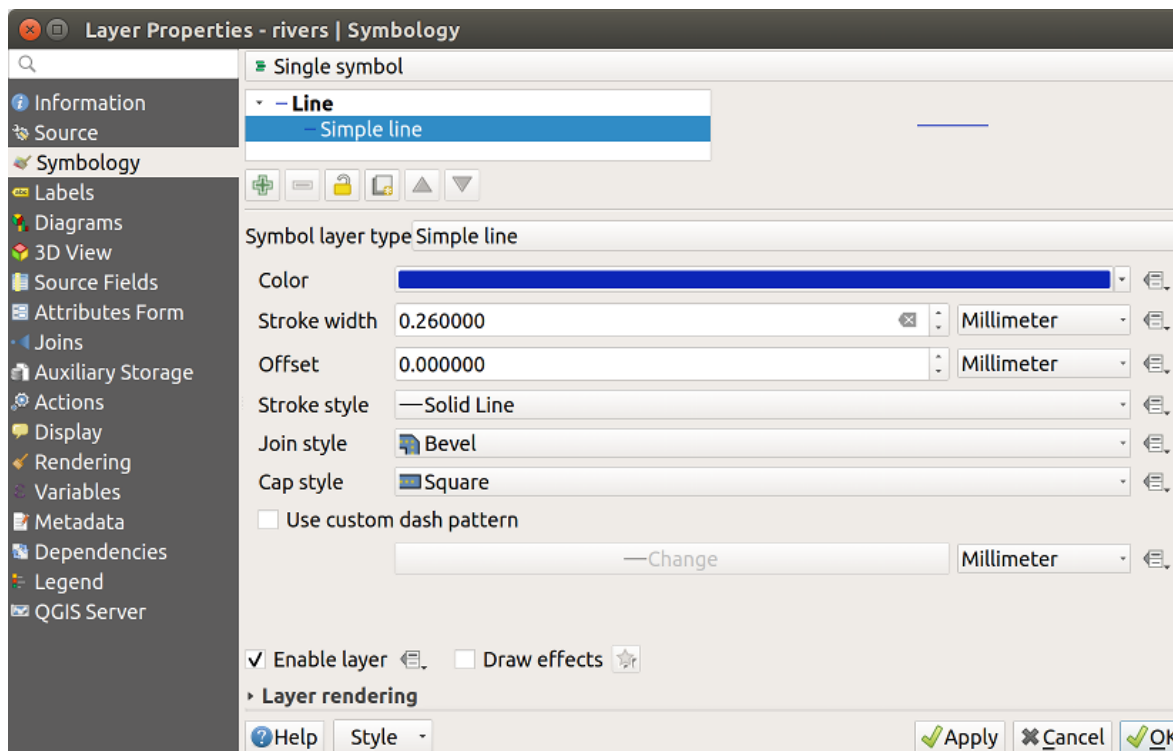 Layer Properties - rivers | Symbology
Information
Source
Symbology
Labels
Diagrams
3D View
Source Fields
Attributes Form
Joins
Auxiliary Storage
Actions
Display
Rendering
Variables
Metadata
Dependencies
Legend
QGIS Server
Single symbol
Line
Simple line
Symbol layer type Simple line
Color
Stroke width 0.260000 Millimeter
Offset 0.000000 Millimeter
Stroke style Solid Line
Join style Bevel
Cap style Square
Use custom dash pattern
Change Millimeter
Enable layer Draw effects
Layer rendering
Help Style Apply Cancel OK